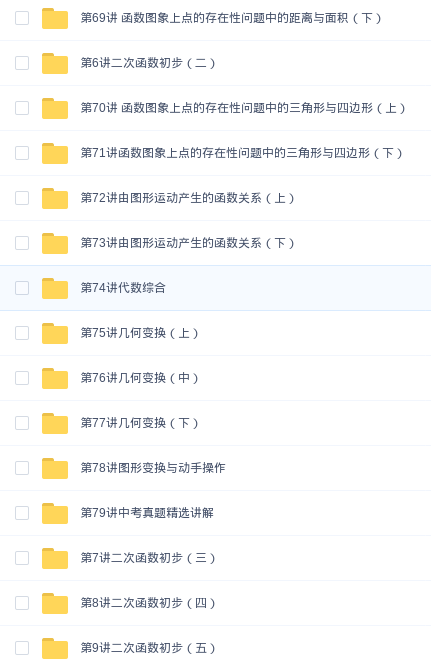 第69讲 函数图象上点的存在性问题中的距离与面积（下）
第6讲二次函数初步（二）
第70讲 函数图象上点的存在性问题中的三角形与四边形（上）
第71讲函数图象上点的存在性问题中的三角形与四边形（下）
第72讲由图形运动产生的函数关系（上）
第73讲由图形运动产生的函数关系（下）
第74讲代数综合
第75讲几何变换（上）
第76讲几何变换（中）
第77讲几何变换（下）
第78讲图形变换与动手操作
第79讲中考真题精选讲解
第7讲二次函数初步（三）
第8讲二次函数初步（四）
第9讲二次函数初步（五）